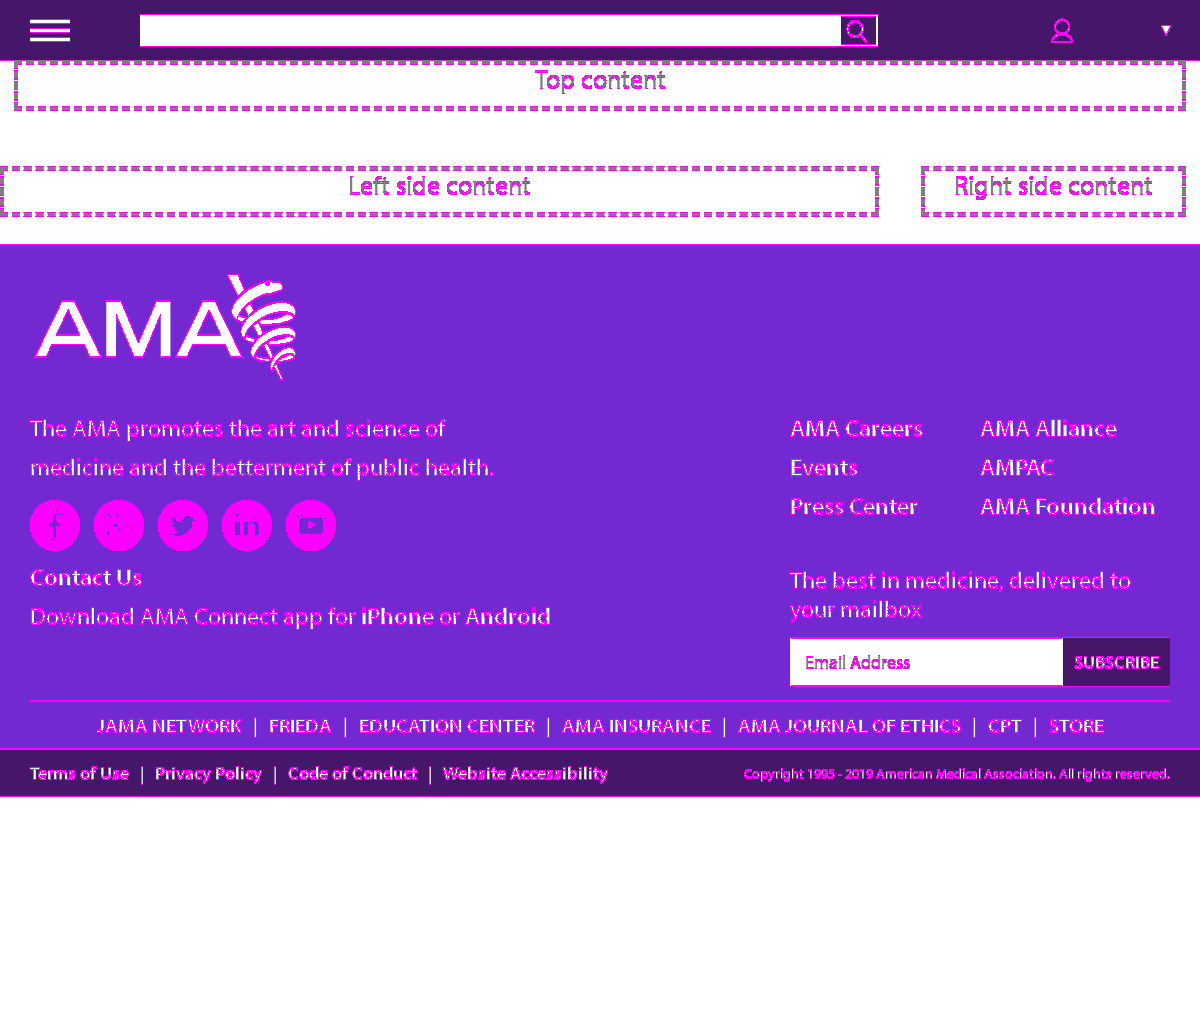 Top content
Left side content
Right side content
AMA
The AMA promotes the art and science of
medicine and the betterment of public health.
AMA Careers
AMA Alliance
Events
AMPAC
Press Center
AMA Foundation
Contact Us
Download AMA Connect app for iPhone or Android
The best in medicine, delivered to
your mailbox
Email Address
SUBSCRIBE
JAMA NETWORK | FRIEDA | EDUCATION CENTER | AMA INSURANCE | AMA JOURNAL OF ETHICS | CPT | STORE
Terms of Use | Privacy Policy | Code of Conduct | Website Accessibility
Copyright 1995 - 2019 American Medical Association. All rights reserved.